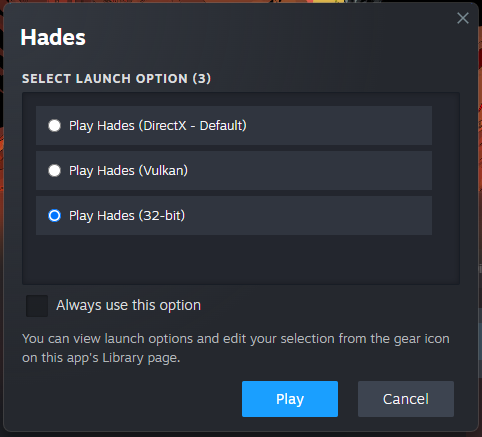 Hades
SELECT LAUNCH OPTION (3)
Play Hades (DirectX - Default)
Play Hades (Vulkan)
Play Hades (32-bit)
Always use this option
You can view launch options and edit your selection from the gear icon
on this app's Library page.
Play
Cancel